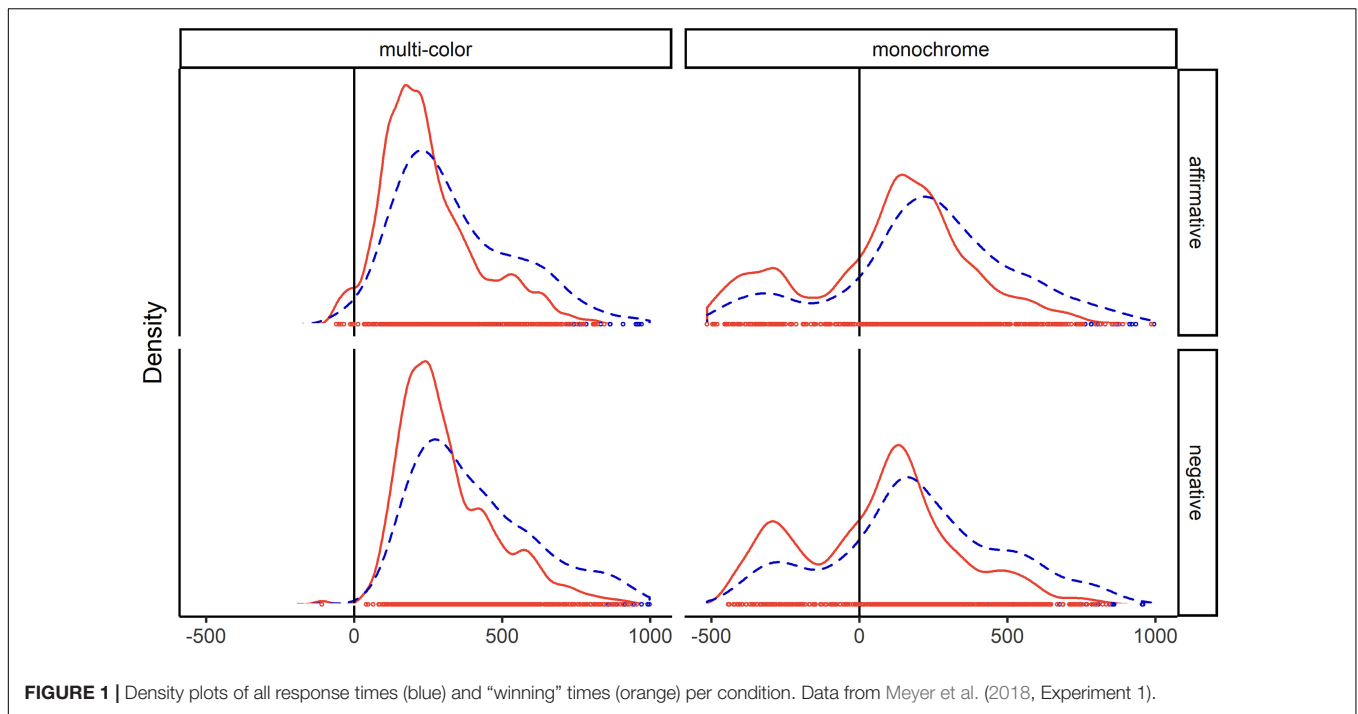 multi-color
monochrome
affirmative
Density
negative
-500
0
500
1000
-500
0
500
1000
FIGURE 1 | Density plots of all response times (blue) and “winning” times (orange) per condition. Data from Meyer et al. (2018, Experiment 1).